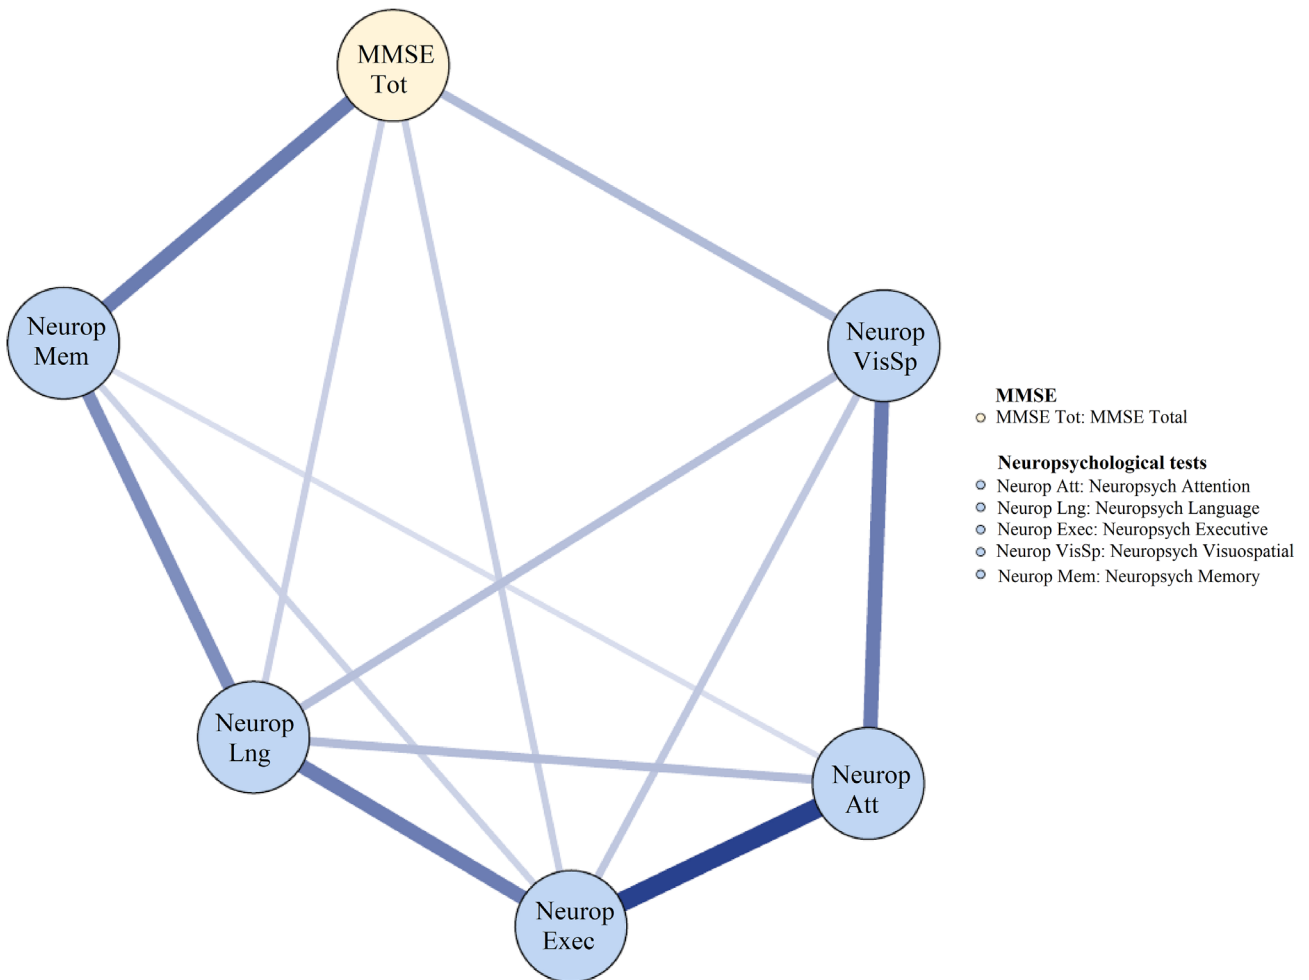 MMSE
Tot
Neurop
Mem
Neurop
VisSp
Neurop
Lng
Neurop
Att
Neurop
Exec
MMSE
MMSE Tot: MMSE Total
Neuropsychological tests
Neurop Att: Neuropsych Attention
Neurop Lng: Neuropsych Language
Neurop Exec: Neuropsych Executive
Neurop VisSp: Neuropsych Visuospatial
Neurop Mem: Neuropsych Memory